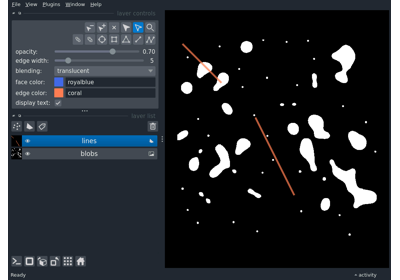 File View Plugins Window Help
layer controls
opacity: 0.70
edge width: 5
blending: translucent
face color: royalblue
edge color: coral
display text:
layer list
lines
blobs
Ready
activity